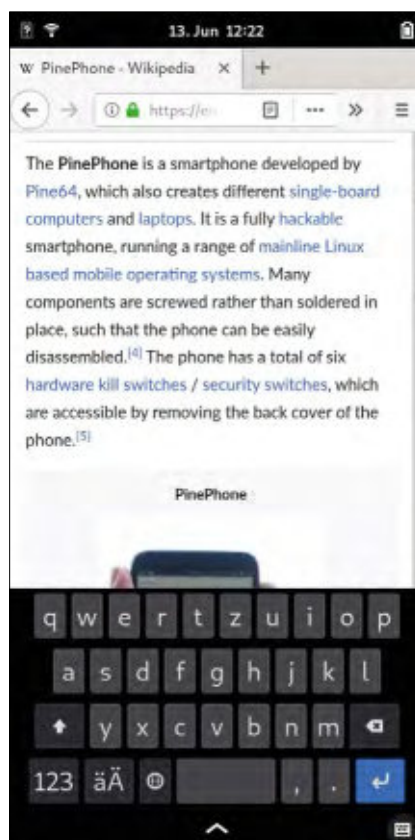 13. Jun 12:22
W PinePhone - Wikipedia × +
https://en
The PinePhone is a smartphone developed by
Pine64, which also creates different single-board
computers and laptops. It is a fully hackable
smartphone, running a range of mainline Linux
based mobile operating systems. Many
components are screwed rather than soldered in
place, such that the phone can be easily
disassembled.[4] The phone has a total of six
hardware kill switches / security switches, which
are accessible by removing the back cover of the
phone.[5]
PinePhone
q w e r t z u i o p
a s d f g h j k l
y x c v b n m
123 äÄ , .